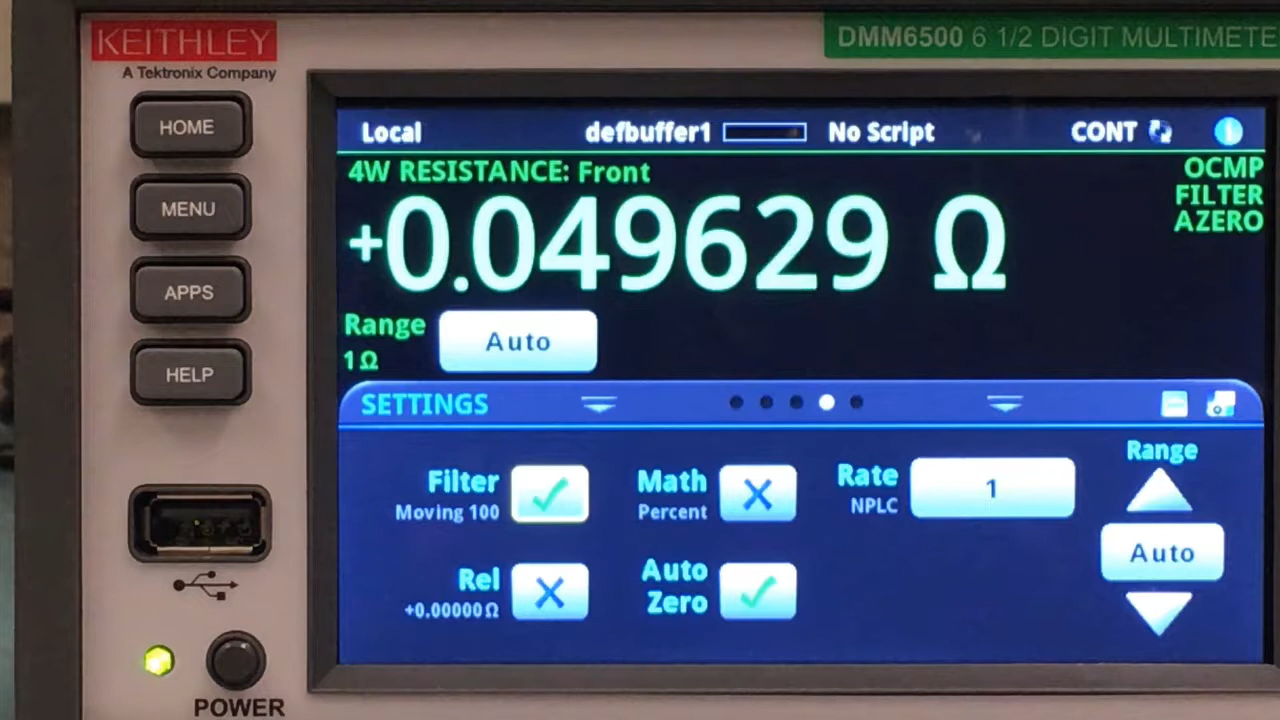 KEITHLEY
A Tektronix Company
DMM6500 6 1/2 DIGIT MULTIMETE
HOME
MENU
APPS
HELP
POWER
Local defbuffer1 No Script CONT
4W RESISTANCE: Front
OCMP
FILTER
AZERO
+0.049629 Ω
Range
1 Ω
Auto
SETTINGS
Filter
Moving 100
Math
Percent
Rate
NPLC
1
Range
Auto
Rel
+0.00000 Ω
Auto
Zero